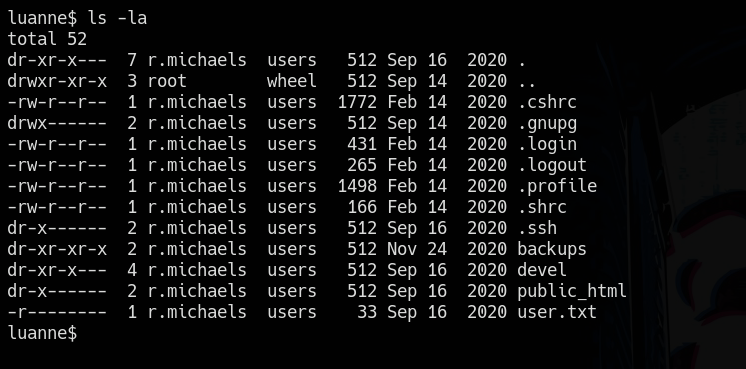 luanne$ ls -la
total 52
dr-xr-x---  7 r.michaels  users   512 Sep 16  2020 .
drwxr-xr-x  3 root        wheel   512 Sep 14  2020 ..
-rw-r--r--  1 r.michaels  users  1772 Feb 14  2020 .cshrc
drwx------  2 r.michaels  users   512 Sep 14  2020 .gnupg
-rw-r--r--  1 r.michaels  users   431 Feb 14  2020 .login
-rw-r--r--  1 r.michaels  users   265 Feb 14  2020 .logout
-rw-r--r--  1 r.michaels  users  1498 Feb 14  2020 .profile
-rw-r--r--  1 r.michaels  users   166 Feb 14  2020 .shrc
dr-x------  2 r.michaels  users   512 Sep 16  2020 .ssh
dr-xr-xr-x  2 r.michaels  users   512 Nov 24  2020 backups
dr-xr-x---  4 r.michaels  users   512 Sep 16  2020 devel
dr-x------  2 r.michaels  users   512 Sep 16  2020 public_html
-r--------  1 r.michaels  users    33 Sep 16  2020 user.txt
luanne$